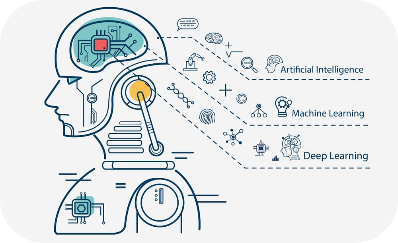 Artificial Intelligence
Machine Learning
Deep Learning